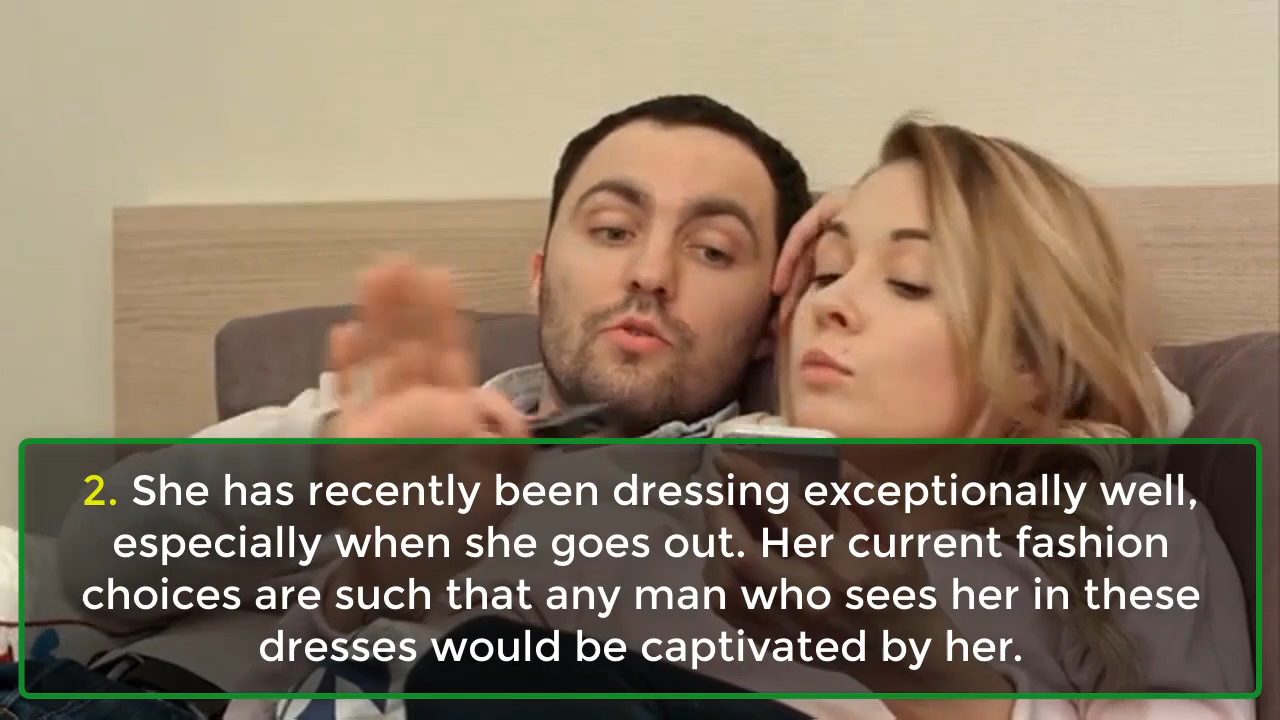 2. She has recently been dressing exceptionally well,
especially when she goes out. Her current fashion
choices are such that any man who sees her in these
dresses would be captivated by her.